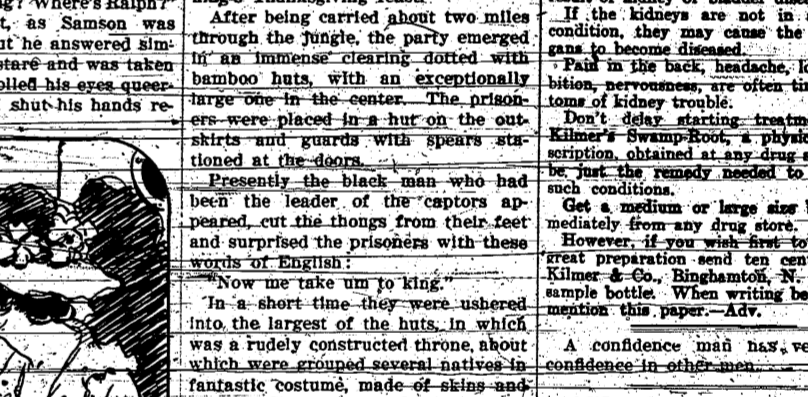 Where's Ralph?"
t, as Samson was
ut he answered sim-
stare and was taken
olled his eyes queer-
shut his hands re-
After being carried about two miles
through the jungle, the party emerged
in an immense clearing dotted with
bamboo huts, with an exceptionally
large one in the center. The prison-
ers were placed in a hut on the out-
skirts and guards with spears sta-
tioned at the doors.
Presently the black man who had
been the leader of the captors ap-
peared, cut the thongs from their feet
and surprised the prisoners with these
words of English:
"Now me take um to king."
In a short time they were ushered
into the largest of the huts, in which
was a rudely constructed throne, about
which were grouped several natives in
fantastic costume, made of skins and
If the kidneys are not in
condition, they may cause the
gans to become diseased.
Pain in the back, headache, lo
bition, nervousness, are often
toms of kidney trouble.
Don't delay starting treatm
Kilmer's Swamp-Root, a physic
scription, obtained at any drug
be just the remedy needed to
such conditions.
Get a medium or large size
mediately from any drug store.
However, if you wish first to
great preparation send ten cen
Kilmer & Co., Binghamton, N.
sample bottle. When writing be
mention this paper.—Adv.
A confidence man has, ve
confidence in other men.